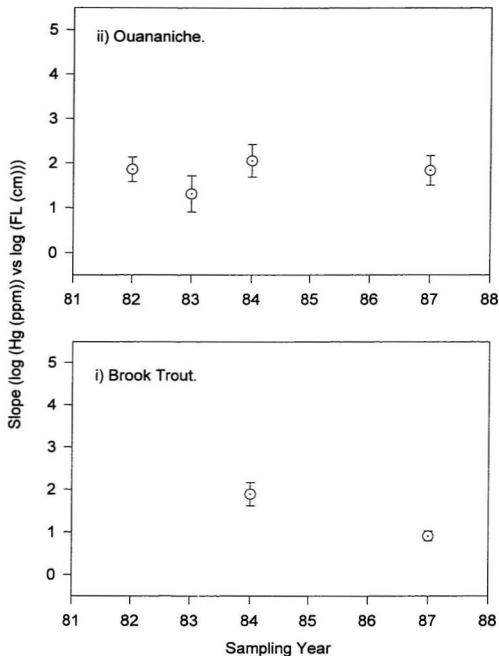 Slope (log (Hg (ppm)) vs log (FL (cm)))
ii) Ouananiche.
5
4
3
2
1
0
81 82 83 84 85 86 87 88
i) Brook Trout.
5
4
3
2
1
0
81 82 83 84 85 86 87 88
Sampling Year